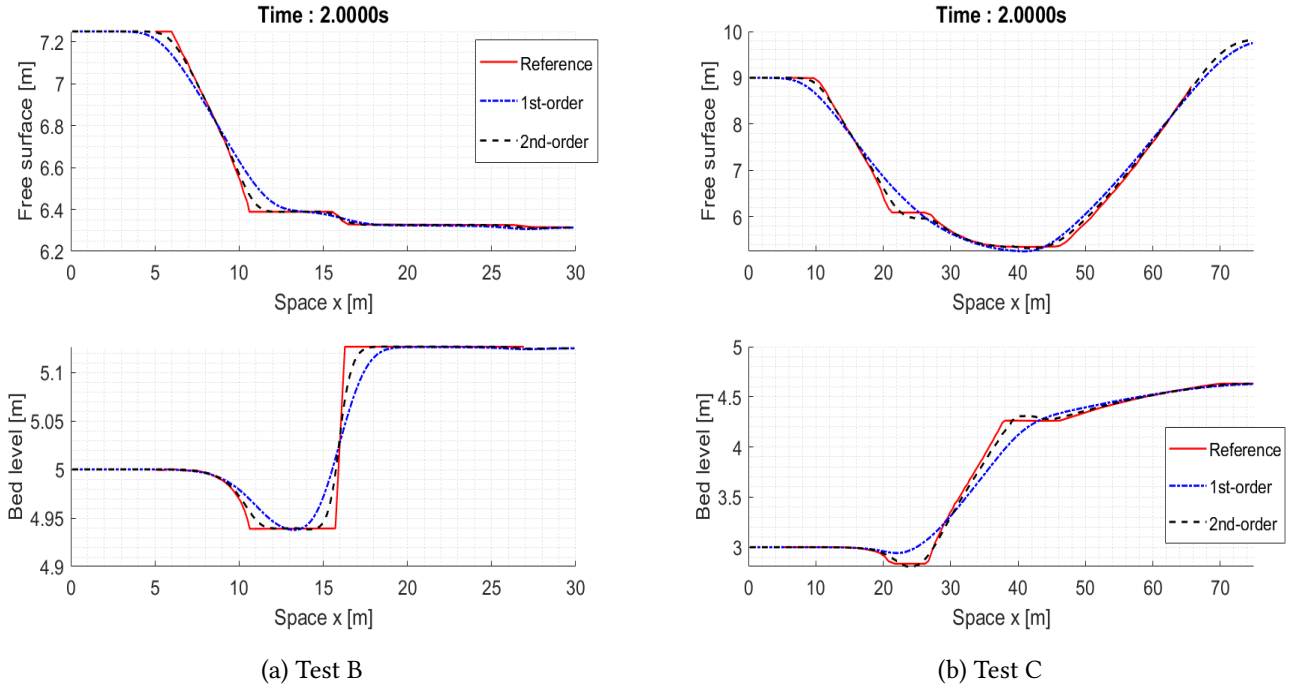 Time : 2.0000s
Free surface [m]
7.2
7
6.8
6.6
6.4
6.2
0 5 10 15 20 25 30
Space x [m]
Reference
1st-order
2nd-order
Bed level [m]
5.1
5.05
5
4.95
4.9
0 5 10 15 20 25 30
Space x [m]
(a) Test B
Time : 2.0000s
Free surface [m]
10
9
8
7
6
0 10 20 30 40 50 60 70
Space x [m]
Bed level [m]
5
4.5
4
3.5
3
0 10 20 30 40 50 60 70
Space x [m]
Reference
1st-order
2nd-order
(b) Test C